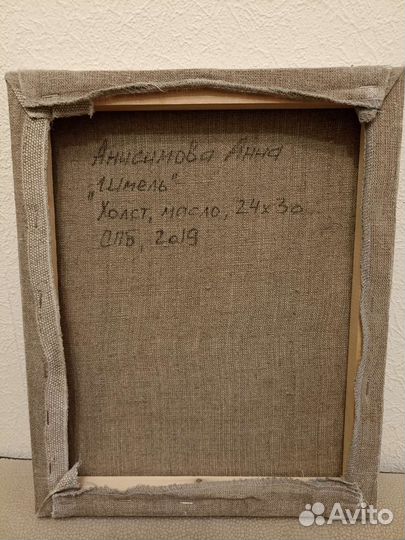 Анисимова Анна
„Шмель"
Холст, масло, 24х30
СПБ, 2019
Avito